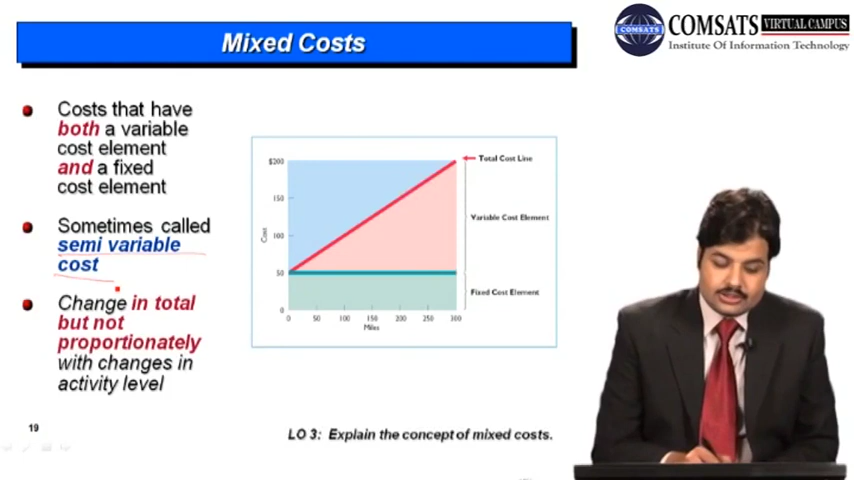 Mixed Costs
COMSATS
COMSATS VIRTUAL CAMPUS
Institute Of Information Technology
Costs that have
both a variable
cost element
and a fixed
cost element
Sometimes called
semi variable
cost
Change in total
but not
proportionately
with changes in
activity level
$200
150
100
50
0
Cost
0 50 100 150 200 250 300
Miles
Total Cost Line
Variable Cost Element
Fixed Cost Element
19
LO 3: Explain the concept of mixed costs.